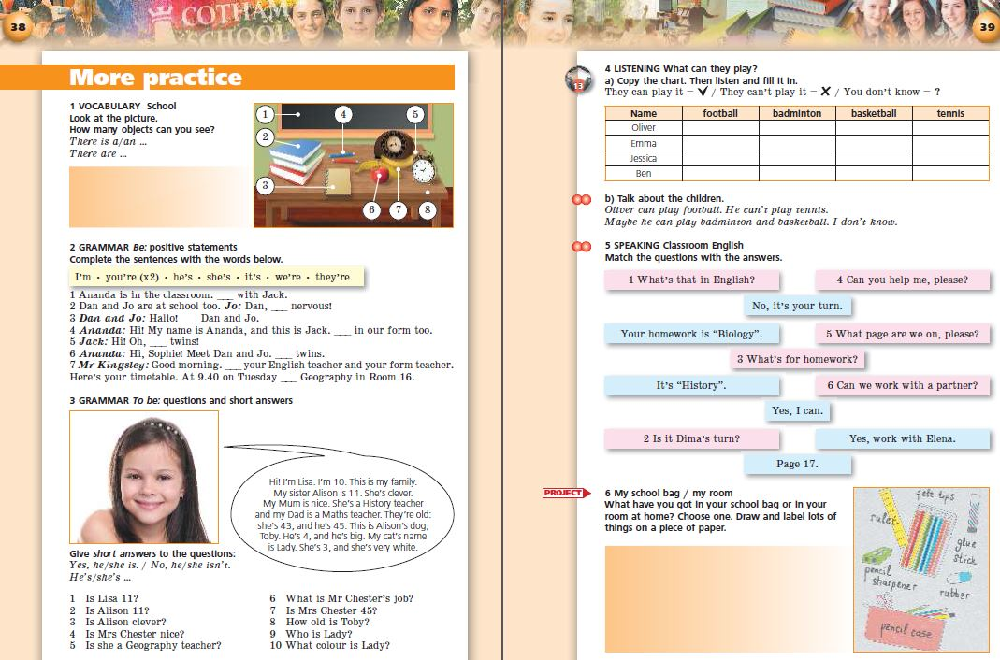 38
COTHAM
SCHOOL
More practice
1 VOCABULARY School
Look at the picture.
How many objects can you see?
There is a/an ...
There are ...
1
4
5
2
3
6
7
8
2 GRAMMAR Be: positive statements
Complete the sentences with the words below.
I'm • you're (x2) • he's • she's • it's • we're • they're
1 Ananda is in the classroom. ___ with Jack.
2 Dan and Jo are at school too. Jo: Dan, ___ nervous!
3 Dan and Jo: Hallo! ___ Dan and Jo.
4 Ananda: Hi! My name is Ananda, and this is Jack. ___ in our form too.
5 Jack: Hi! Oh, ___ twins!
6 Ananda: Hi, Sophie! Meet Dan and Jo. ___ twins.
7 Mr Kingsley: Good morning. ___ your English teacher and your form teacher.
Here's your timetable. At 9.40 on Tuesday ___ Geography in Room 16.
3 GRAMMAR To be: questions and short answers
Hi! I'm Lisa. I'm 10. This is my family.
My sister Alison is 11. She's clever.
My Mum is nice. She's a History teacher
and my Dad is a Maths teacher. They're old:
she's 43, and he's 45. This is Alison's dog,
Toby. He's 4, and he's big. My cat's name
is Lady. She's 3, and she's very white.
Give short answers to the questions:
Yes, he/she is. / No, he/she isn't.
He's/she's ...
1 Is Lisa 11?
2 Is Alison 11?
3 Is Alison clever?
4 Is Mrs Chester nice?
5 Is she a Geography teacher?
6 What is Mr Chester's job?
7 Is Mrs Chester 45?
8 How old is Toby?
9 Who is Lady?
10 What colour is Lady?
39
13
4 LISTENING What can they play?
a) Copy the chart. Then listen and fill it in.
They can play it = ✔ / They can't play it = ✘ / You don't know = ?
Name football badminton basketball tennis
Oliver
Emma
Jessica
Ben
b) Talk about the children.
Oliver can play football. He can't play tennis.
Maybe he can play badminton and basketball. I don't know.
5 SPEAKING Classroom English
Match the questions with the answers.
1 What's that in English?
4 Can you help me, please?
No, it's your turn.
Your homework is “Biology”.
5 What page are we on, please?
3 What's for homework?
It's “History”.
6 Can we work with a partner?
Yes, I can.
2 Is it Dima's turn?
Yes, work with Elena.
Page 17.
PROJECT
6 My school bag / my room
What have you got in your school bag or in your
room at home? Choose one. Draw and label lots of
things on a piece of paper.
felt tips
ruler
glue
stick
pencil
sharpener
rubber
pencil case